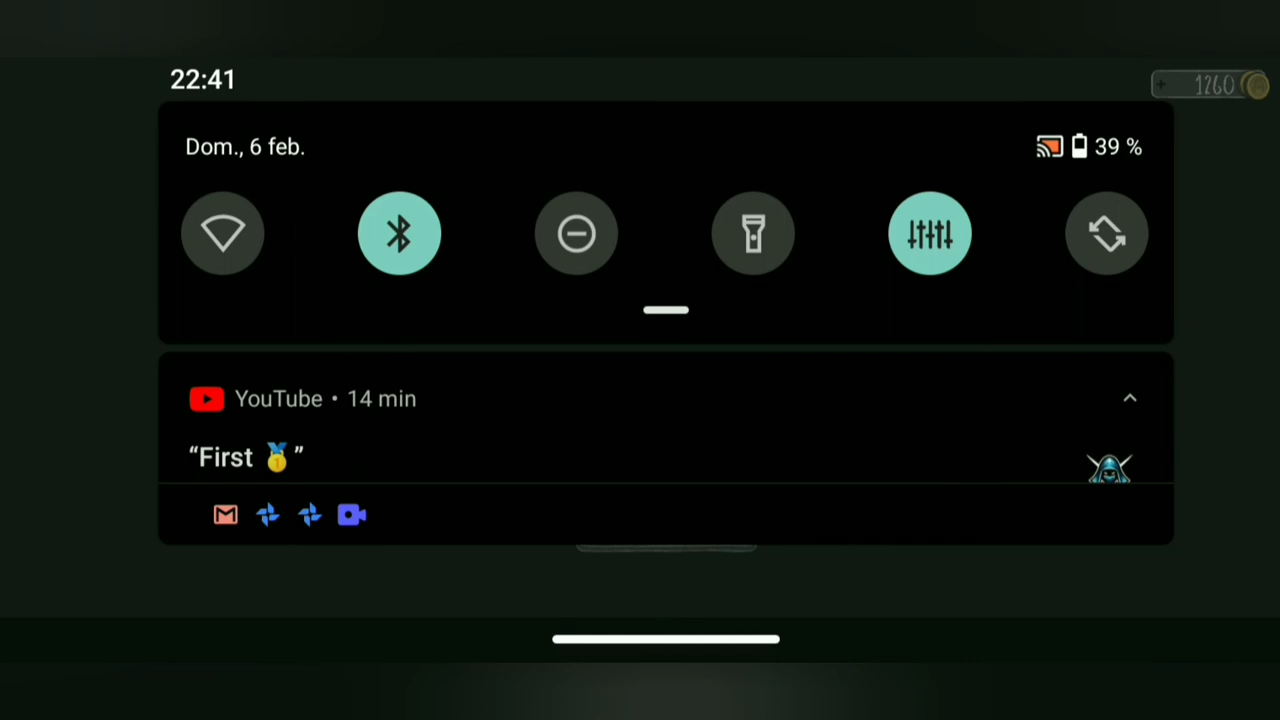 22:41
1260
Dom., 6 feb.
39 %
YouTube • 14 min
“First 🥇”